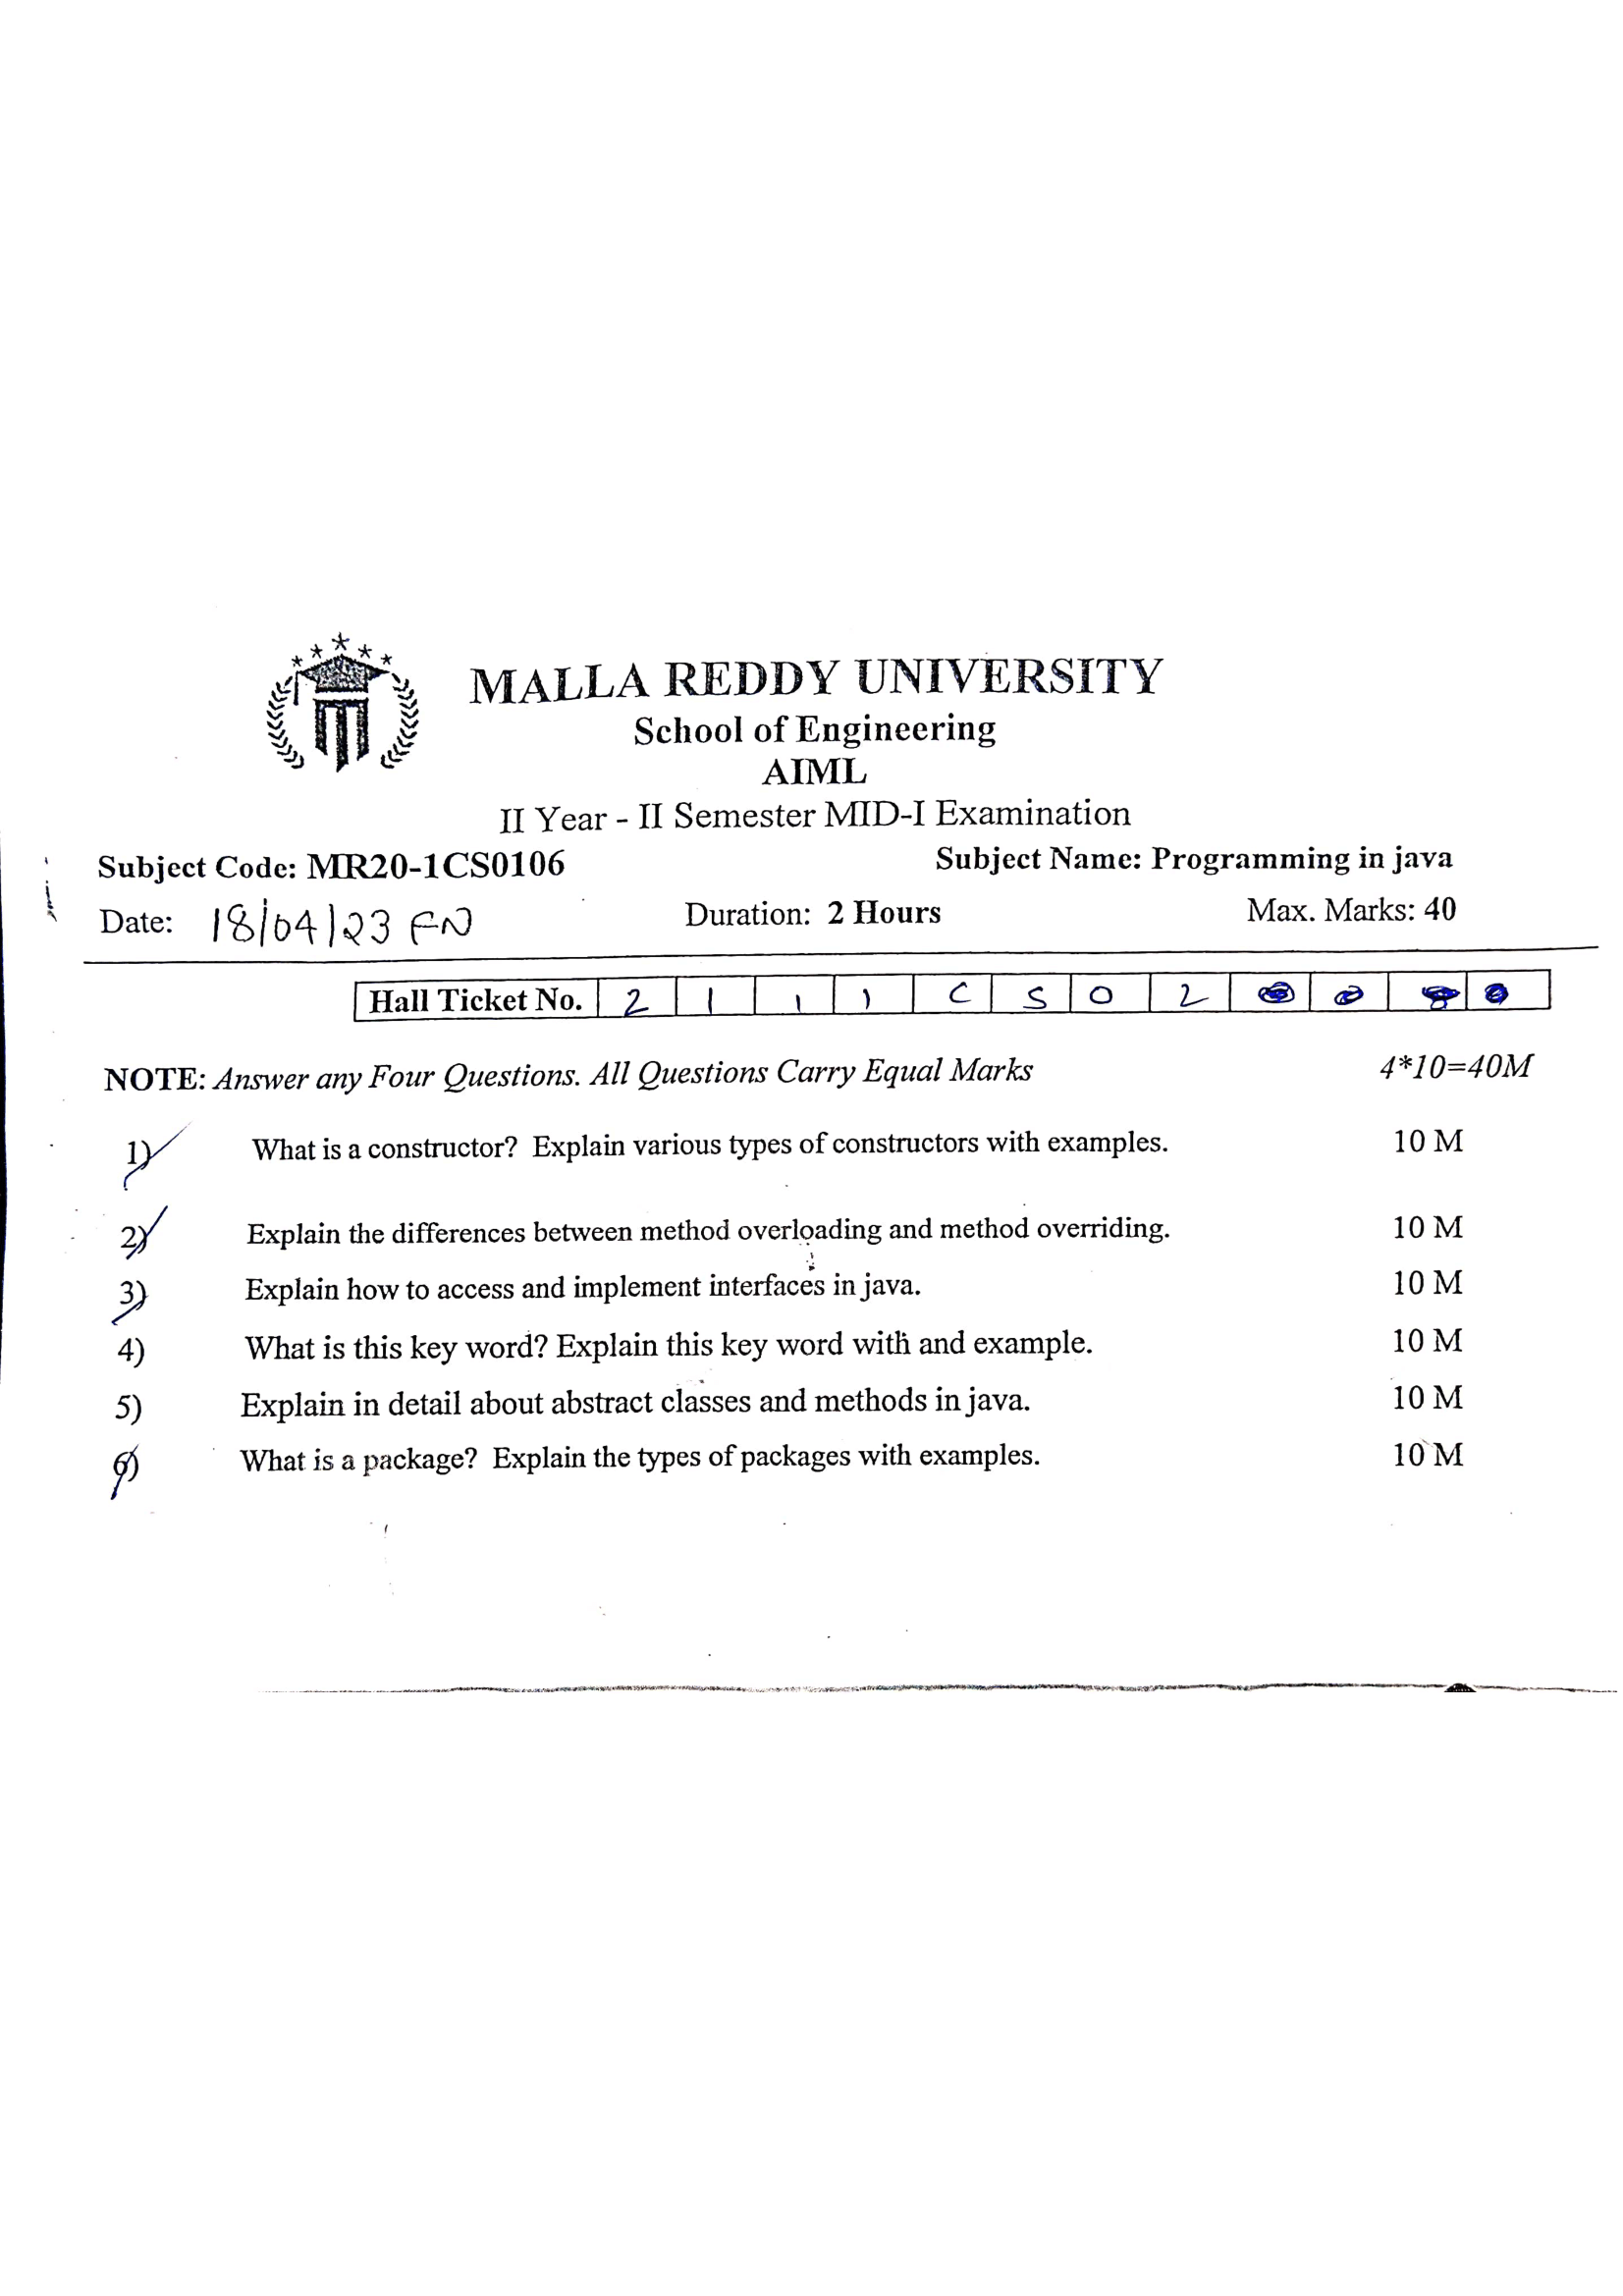 MALLA REDDY UNIVERSITY
School of Engineering
AIML
II Year - II Semester MID-I Examination
Subject Code: MR20-1CS0106 Subject Name: Programming in java
Date: 18/04/23 FN Duration: 2 Hours Max. Marks: 40
Hall Ticket No. 2 1 1 1 C S 0 2
NOTE: Answer any Four Questions. All Questions Carry Equal Marks 4*10=40M
1) What is a constructor? Explain various types of constructors with examples. 10 M
2) Explain the differences between method overloading and method overriding. 10 M
3) Explain how to access and implement interfaces in java. 10 M
4) What is this key word? Explain this key word with and example. 10 M
5) Explain in detail about abstract classes and methods in java. 10 M
6) What is a package? Explain the types of packages with examples. 10 M